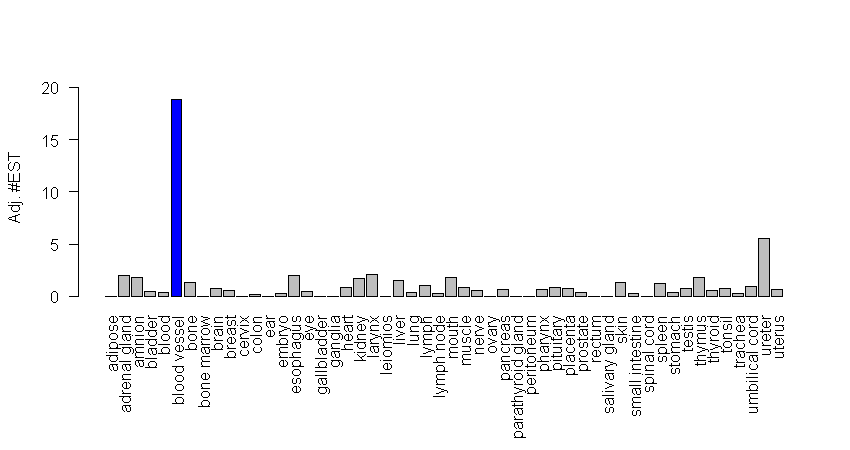 Adj. #EST
20
15
10
5
0
adipose
adrenal gland
amnion
bladder
blood
blood vessel
bone
bone marrow
brain
breast
cervix
colon
ear
embryo
esophagus
eye
gallbladder
ganglia
heart
kidney
larynx
leiomios
liver
lung
lymph
lymph node
mouth
muscle
nerve
ovary
pancreas
parathyroid gland
peritoneum
pharynx
pituitary
placenta
prostate
rectum
salivary gland
skin
small intestine
spinal cord
spleen
stomach
testis
thymus
thyroid
tonsil
trachea
umbilical cord
ureter
uterus